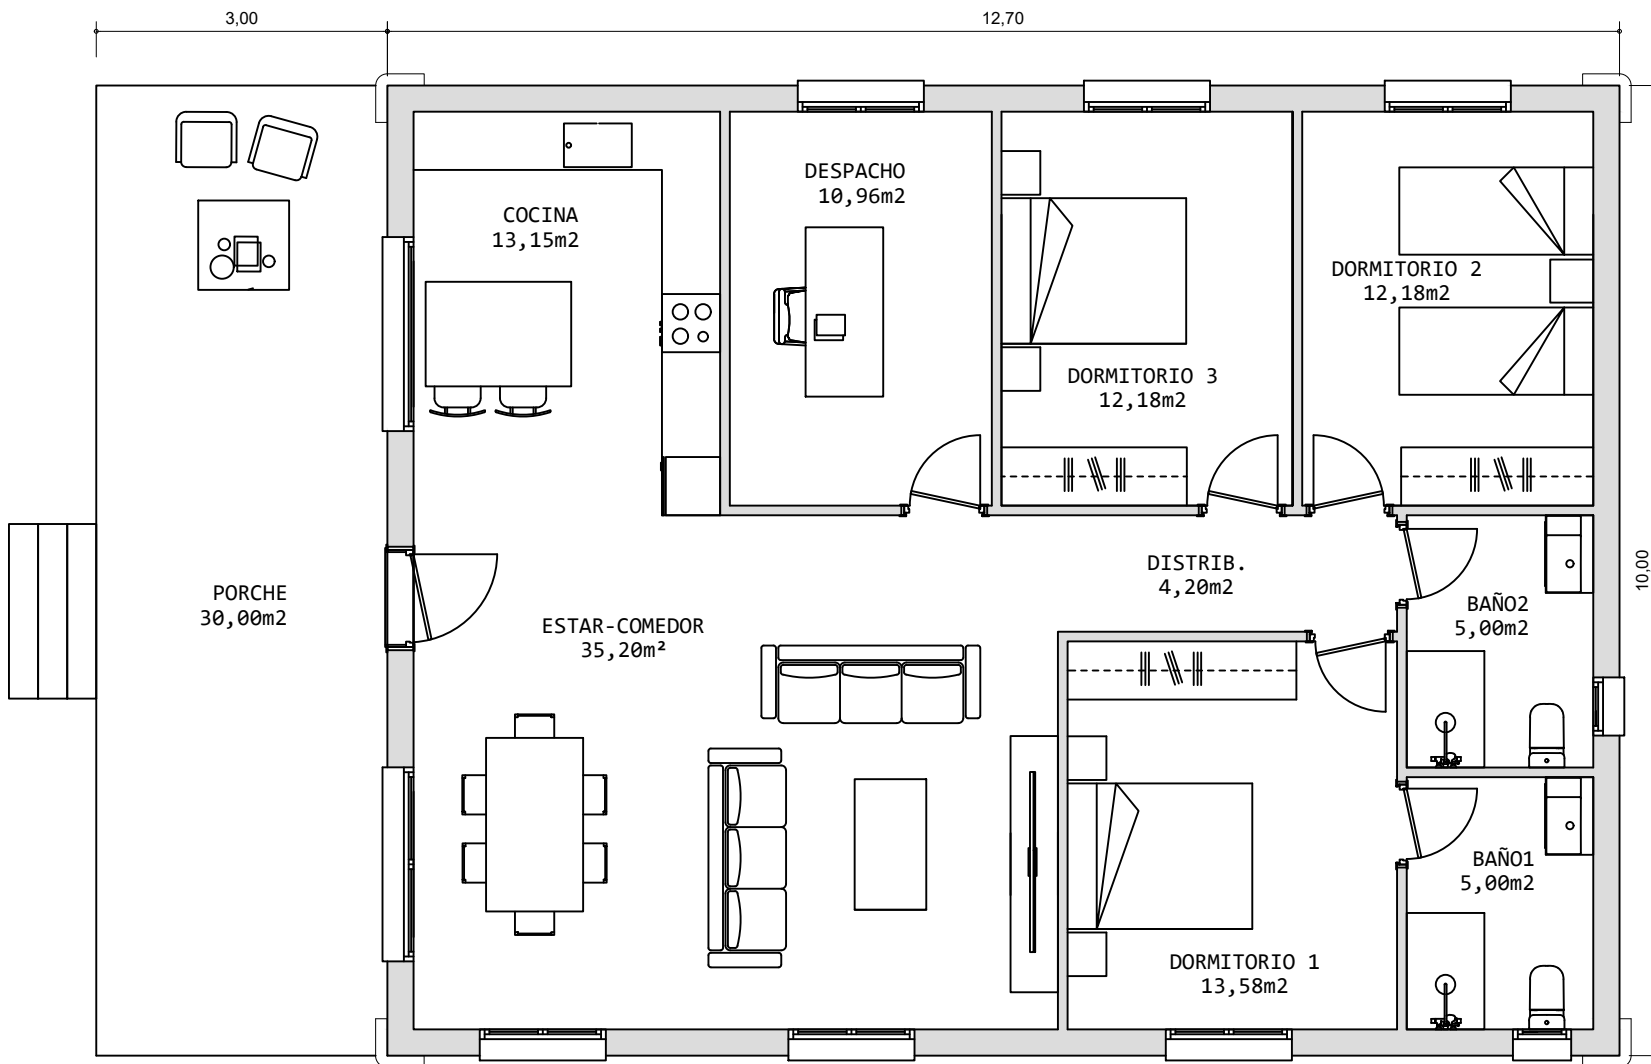 3,00
12,70
DESPACHO
10,96m2
COCINA
13,15m2
DORMITORIO 2
12,18m2
DORMITORIO 3
12,18m2
10,00
DISTRIB.
4,20m2
PORCHE
30,00m2
BAÑO2
5,00m2
ESTAR-COMEDOR
35,20m²
BAÑO1
5,00m2
DORMITORIO 1
13,58m2